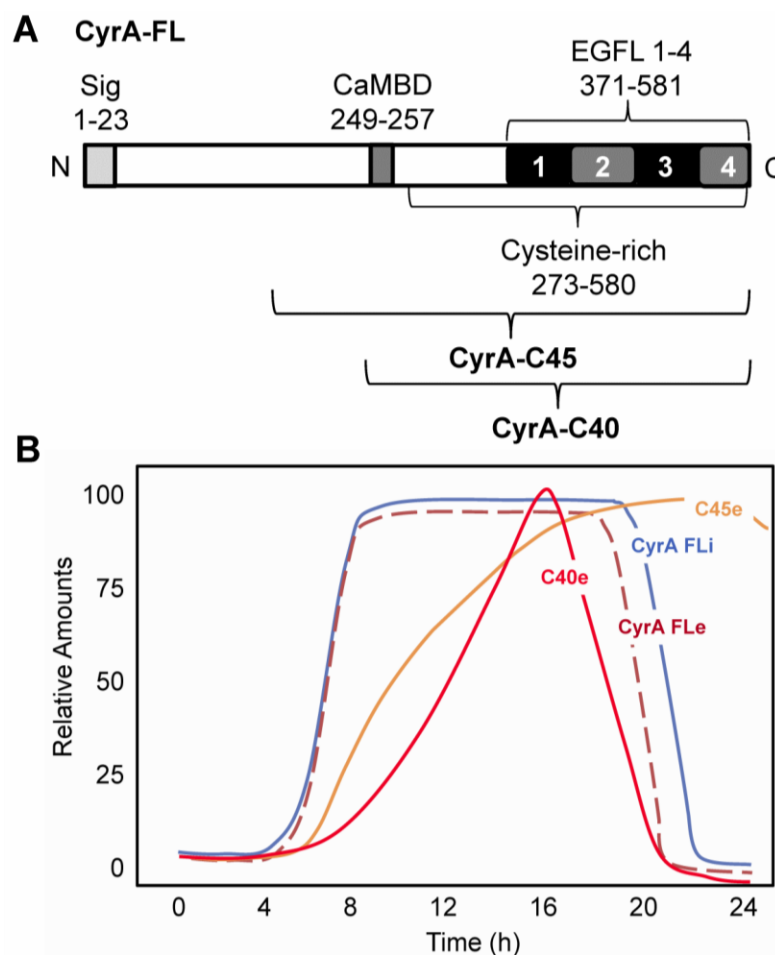 A CyrA-FL
Sig
1-23
CaMBD
249-257
EGFL 1-4
371-581
N 1 2 3 4 C
Cysteine-rich
273-580
CyrA-C45
CyrA-C40
B
100
75
50
25
0
Relative Amounts
C45e
CyrA FLi
C40e
CyrA FLe
0 4 8 12 16 20 24
Time (h)